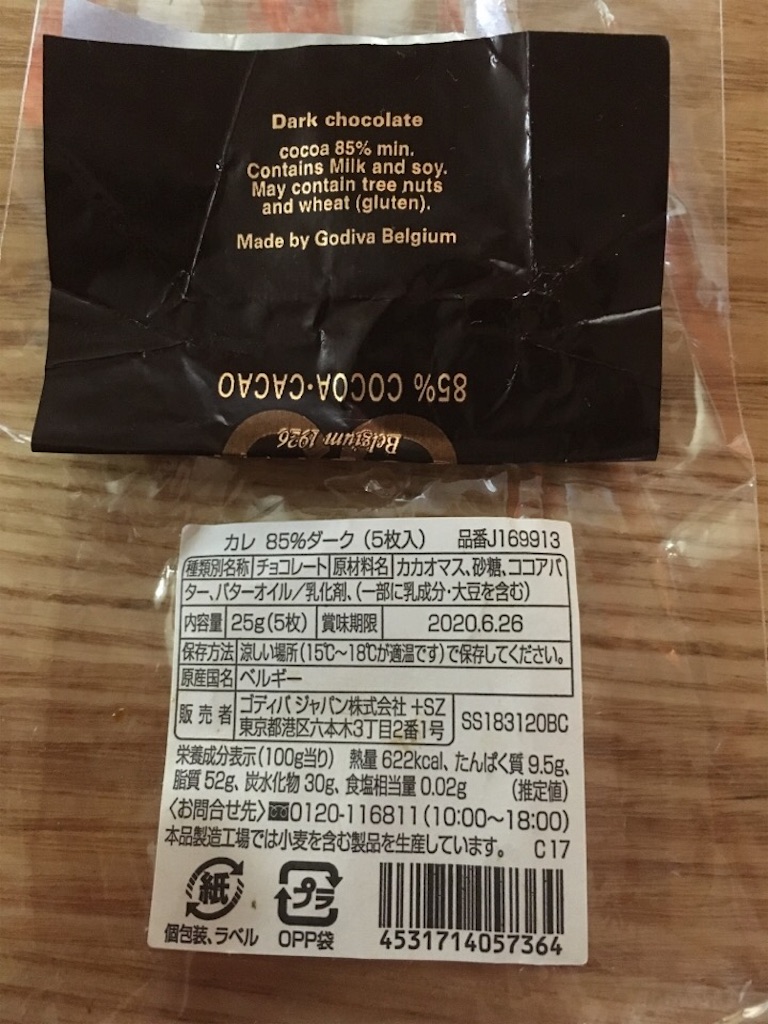 Dark chocolate
cocoa 85% min.
Contains Milk and soy.
May contain tree nuts
and wheat (gluten).
Made by Godiva Belgium
85% COCOA·CACAO
Belgium 1926
カレ 85%ダーク (5枚入) 品番J169913
種類別名称 チョコレート 原材料名 カカオマス、砂糖、ココアバ
ター、バターオイル/乳化剤、(一部に乳成分・大豆を含む)
内容量 25g(5枚) 賞味期限 2020.6.26
保存方法 涼しい場所(15℃〜18℃が適温です)で保存してください。
原産国名 ベルギー
販売者 ゴディバ ジャパン株式会社 +SZ
東京都港区六本木3丁目2番1号 SS183120BC
栄養成分表示(100g当り) 熱量 622kcal、たんぱく質 9.5g、
脂質 52g、炭水化物 30g、食塩相当量 0.02g (推定値)
〈お問合せ先〉0120-116811(10:00〜18:00)
本品製造工場では小麦を含む製品を生産しています。 C17
紙 プラ
個包装、ラベル OPP袋
4531714057364